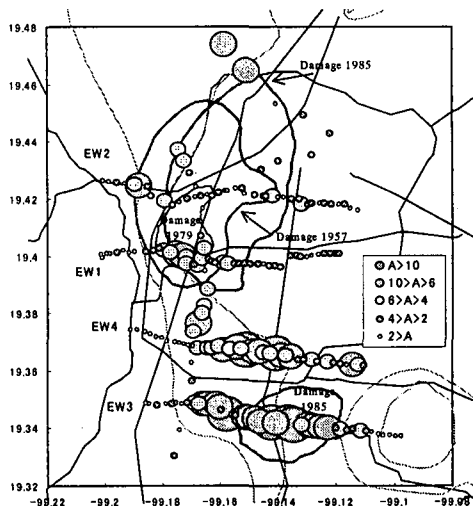 19.48
19.46
19.44
19.42
19.4
19.38
19.36
19.34
19.32
Damage 1985
EW2
Damage
1979
Damage 1957
EW1
EW4
EW3
Damage
1985
A>10
10>A>6
6>A>4
4>A>2
2>A
-99.22 -99.2 -99.18 -99.16 -99.14 -99.12 -99.1 -99.08